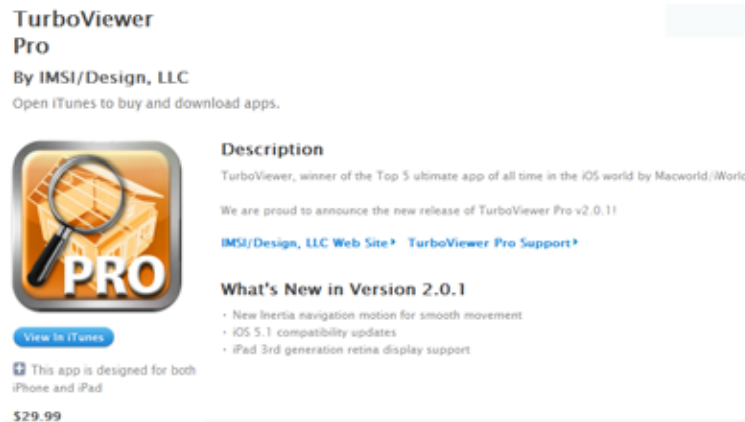 TurboViewer
Pro
By IMSI/Design, LLC
Open iTunes to buy and download apps.
PRO
View In iTunes
This app is designed for both
iPhone and iPad
$29.99
Description
TurboViewer, winner of the Top 5 ultimate app of all time in the iOS world by Macworld/iWorld
We are proud to announce the new release of TurboViewer Pro v2.0.1!
IMSI/Design, LLC Web Site TurboViewer Pro Support
What's New in Version 2.0.1
• New Inertia navigation motion for smooth movement
• iOS 5.1 compatibility updates
• iPad 3rd generation retina display support